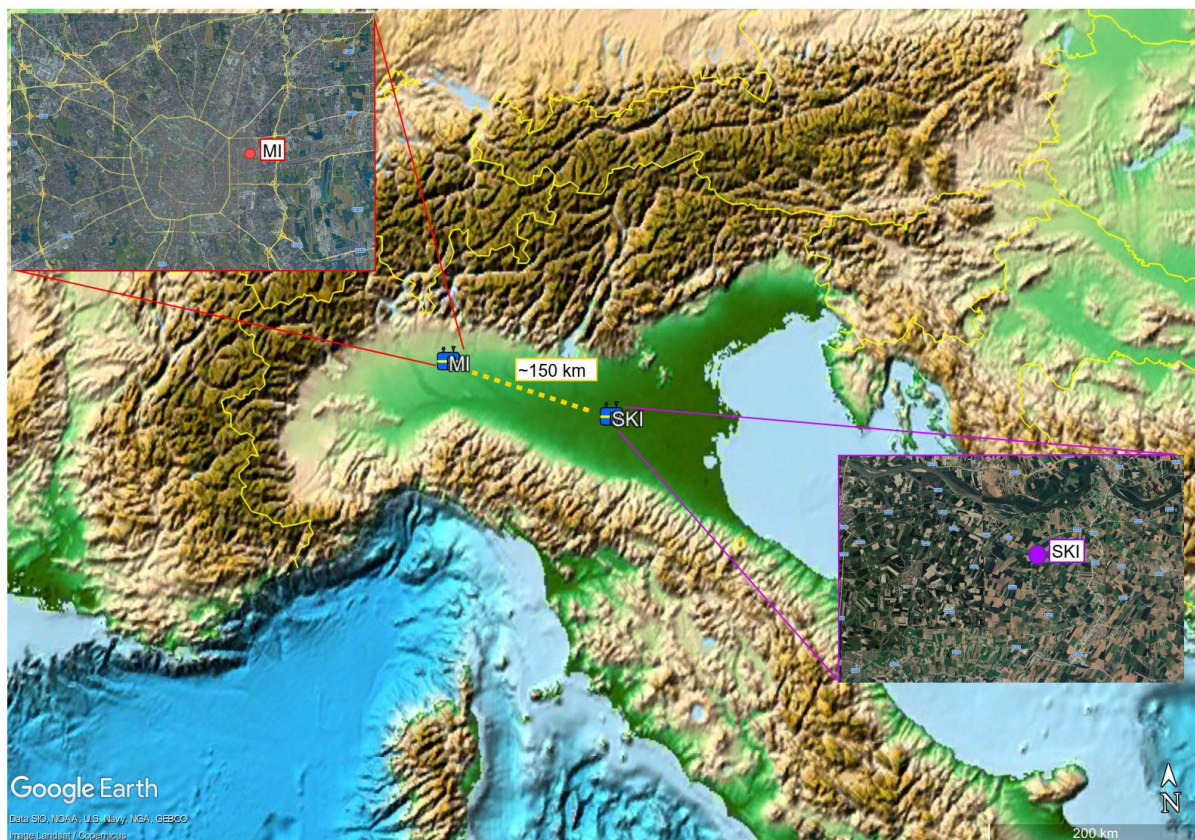 MI
MI
~150 km
SKI
SKI
Google Earth
Data SIO, NOAA, U.S. Navy, NGA, GEBCO
Image Landsat / Copernicus
N
200 km